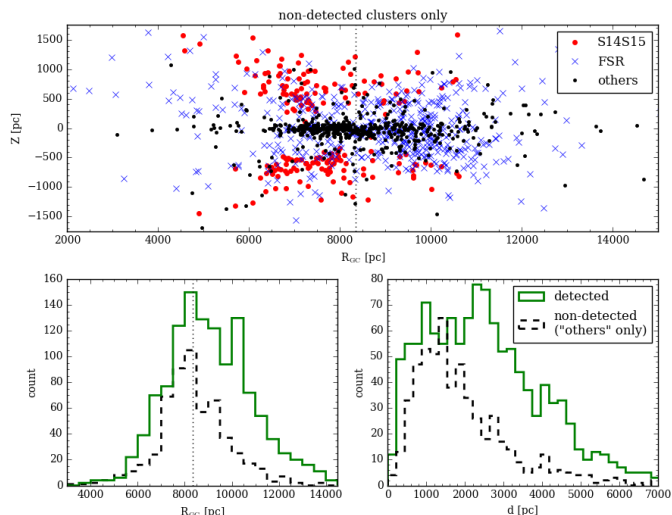 non-detected clusters only
1500
1000
500
0
−500
−1000
−1500
Z [pc]
S14S15
FSR
others
2000 4000 6000 8000 10000 12000 14000
R_GC [pc]
160
140
120
100
80
60
40
20
0
count
4000 6000 8000 10000 12000 14000
R_GC [pc]
80
70
60
50
40
30
20
10
0
count
detected
non-detected
("others" only)
0 1000 2000 3000 4000 5000 6000 7000
d [pc]